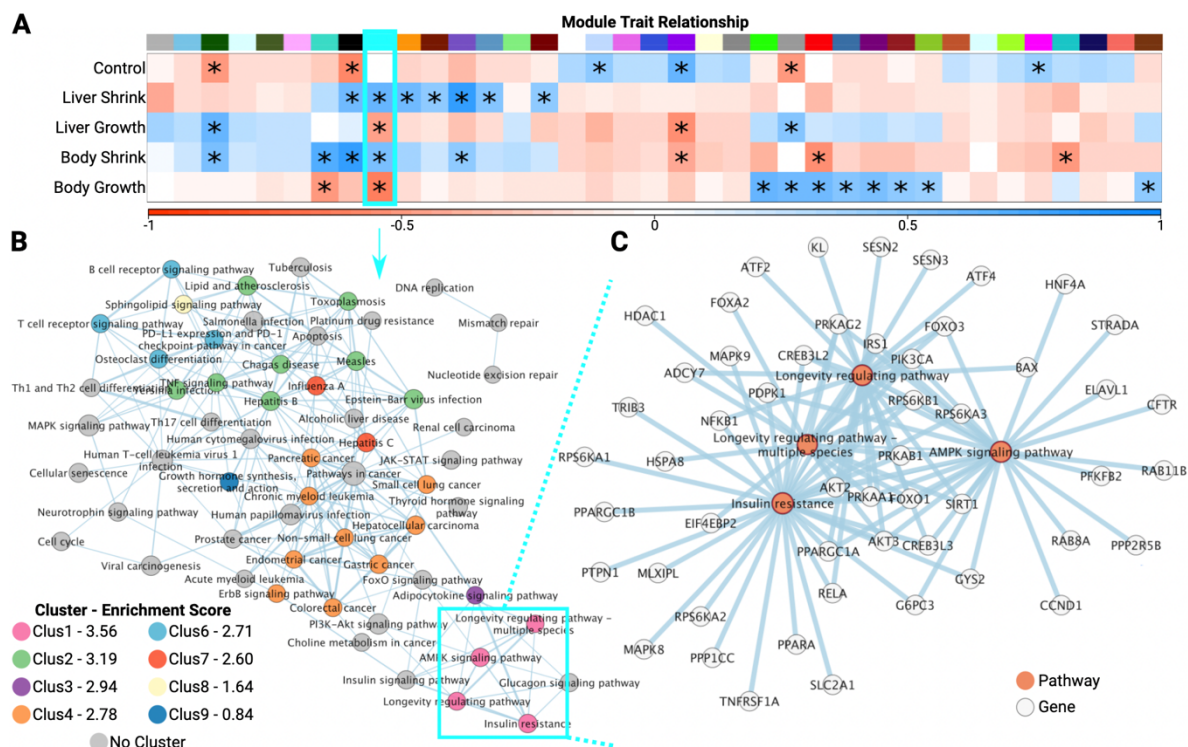 A
Module Trait Relationship
Control
* * * * * *
Liver Shrink
* * * * * * *
Liver Growth
* * * *
Body Shrink
* * * * * * * *
Body Growth
* * * * * * * * * *
-1 -0.5 0 0.5 1
B
B cell receptor signaling pathway
Tuberculosis
Lipid and atherosclerosis
DNA replication
Sphingolipid signaling pathway
Toxoplasmosis
T cell receptor signaling pathway
Salmonella infection
Platinum drug resistance
Mismatch repair
PD-L1 expression and PD-1
checkpoint pathway in cancer
Apoptosis
Osteoclast differentiation
Chagas disease
Measles
Nucleotide excision repair
Th1 and Th2 cell differentiation
TNF signaling pathway
Yersinia infection
Influenza A
Hepatitis B
Epstein-Barr virus infection
MAPK signaling pathway
Th17 cell differentiation
Alcoholic liver disease
Renal cell carcinoma
Human cytomegalovirus infection
Hepatitis C
Human T-cell leukemia virus 1
infection
Pancreatic cancer
JAK-STAT signaling pathway
Cellular senescence
Growth hormone synthesis,
secretion and action
Pathways in cancer
Small cell lung cancer
Chronic myeloid leukemia
Thyroid hormone signaling
pathway
Neurotrophin signaling pathway
Human papillomavirus infection
Hepatocellular carcinoma
Cell cycle
Prostate cancer
Non-small cell lung cancer
Viral carcinogenesis
Endometrial cancer
Gastric cancer
Acute myeloid leukemia
FoxO signaling pathway
ErbB signaling pathway
Adipocytokine signaling pathway
Colorectal cancer
PI3K-Akt signaling pathway
Longevity regulating pathway –
multiple species
Choline metabolism in cancer
AMPK signaling pathway
Insulin signaling pathway
Glucagon signaling pathway
Longevity regulating pathway
Insulin resistance
Cluster - Enrichment Score
Clus1 - 3.56
Clus6 - 2.71
Clus2 - 3.19
Clus7 - 2.60
Clus3 - 2.94
Clus8 - 1.64
Clus4 - 2.78
Clus9 - 0.84
No Cluster
C
KL
SESN2
SESN3
ATF2
ATF4
HNF4A
FOXA2
HDAC1
PRKAG2
FOXO3
STRADA
IRS1
MAPK9
CREB3L2
PIK3CA
ADCY7
Longevity regulating pathway
BAX
PDPK1
RPS6KB1
ELAVL1
TRIB3
NFKB1
RPS6KA3
CFTR
Longevity regulating pathway –
multiple species
RPS6KA1
HSPA8
PRKAB1
AMPK signaling pathway
RAB11B
PFKFB2
AKT2
Insulin resistance
PRKAA1
FOXO1
SIRT1
PPARGC1B
EIF4EBP2
RAB8A
PPP2R5B
AKT3
CREB3L3
PPARGC1A
PTPN1
MLXIPL
GYS2
RELA
G6PC3
CCND1
RPS6KA2
MAPK8
PPP1CC
PPARA
SLC2A1
TNFRSF1A
Pathway
Gene